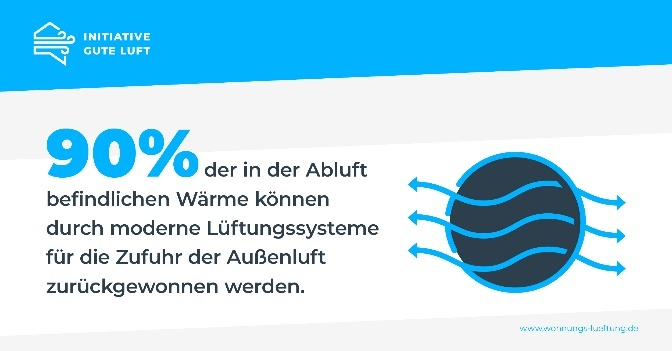 INITIATIVE
GUTE LUFT
90% der in der Abluft
befindlichen Wärme können
durch moderne Lüftungssysteme
für die Zufuhr der Außenluft
zurückgewonnen werden.
www.wohnungs-lueftung.de